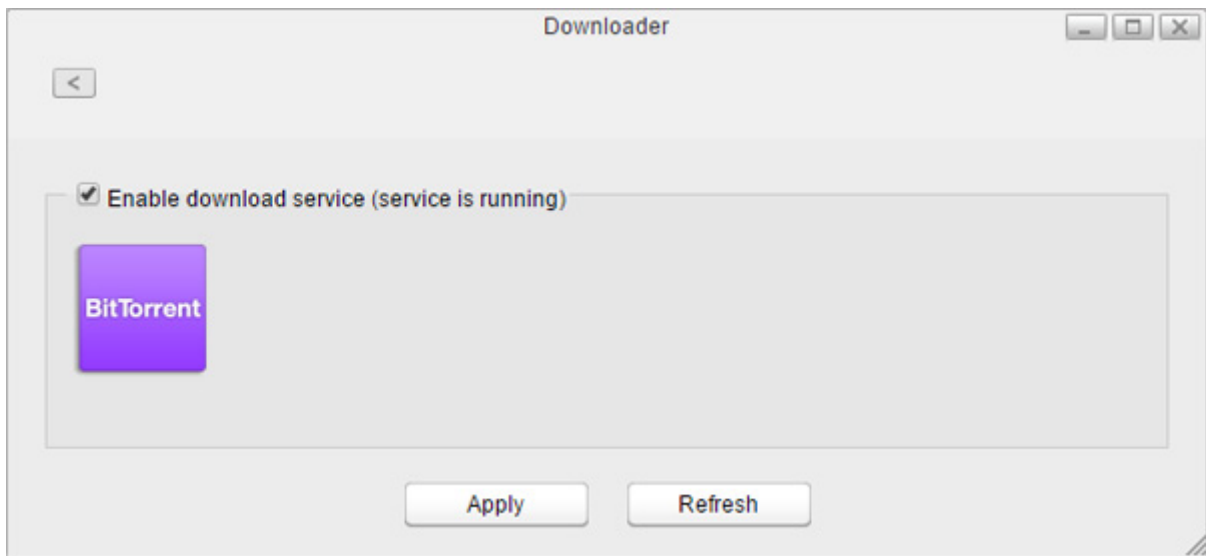 Downloader
<
Enable download service (service is running)
BitTorrent
Apply
Refresh